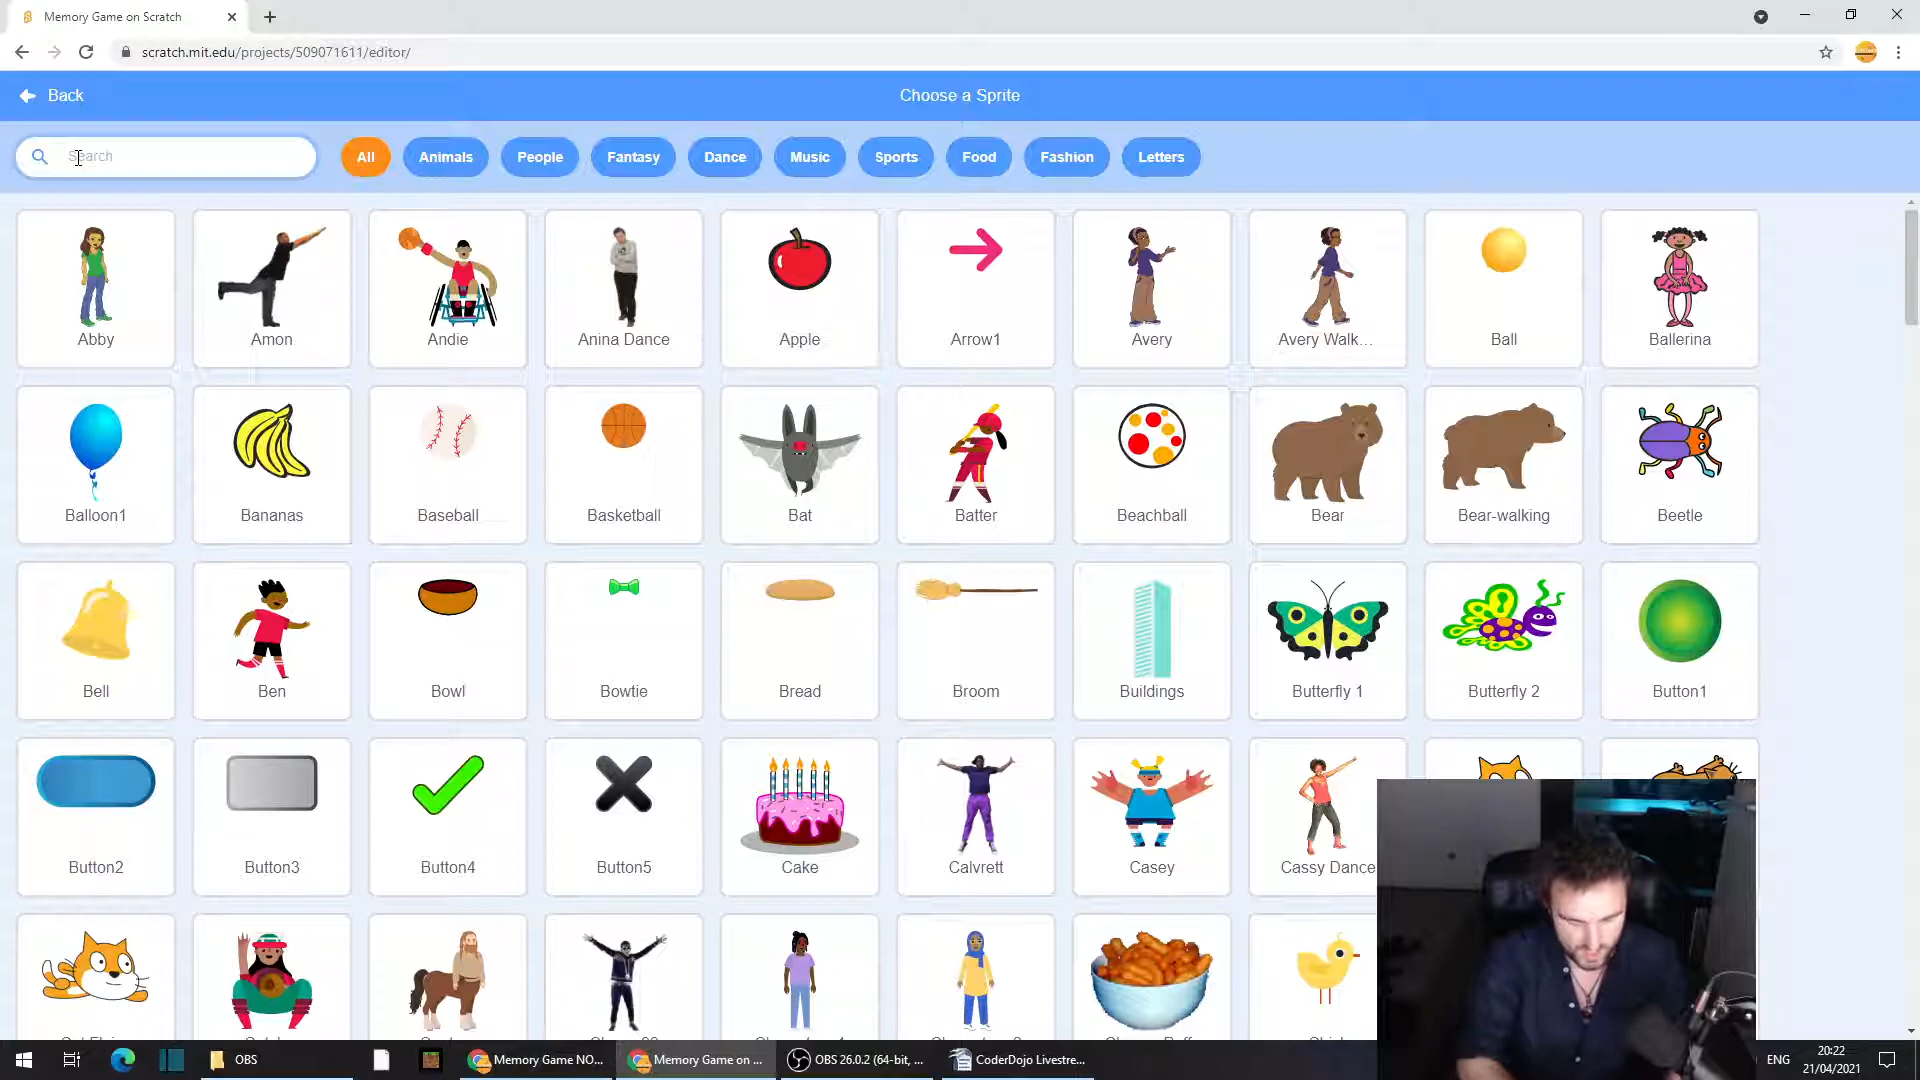 Memory Game on Scratch
scratch.mit.edu/projects/509071611/editor/
Back
Choose a Sprite
Search
All
Animals
People
Fantasy
Dance
Music
Sports
Food
Fashion
Letters
Abby
Amon
Andie
Anina Dance
Apple
Arrow1
Avery
Avery Walk...
Ball
Ballerina
Balloon1
Bananas
Baseball
Basketball
Bat
Batter
Beachball
Bear
Bear-walking
Beetle
Bell
Ben
Bowl
Bowtie
Bread
Broom
Buildings
Butterfly 1
Butterfly 2
Button1
Button2
Button3
Button4
Button5
Cake
Calvrett
Casey
Cassy Dance
OBS
Memory Game NO...
Memory Game on ...
OBS 26.0.2 (64-bit, ...
CoderDojo Livestre...
ENG
20:22
21/04/2021